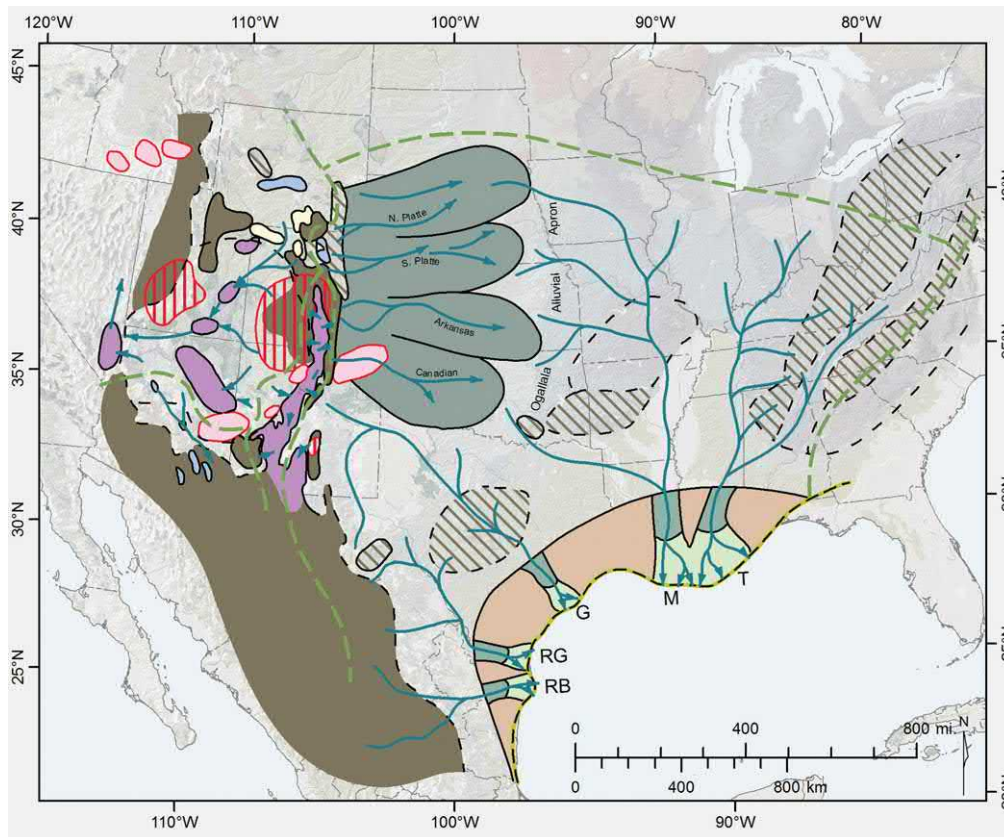 120°W 110°W 100°W 90°W 80°W
45°N
40°N
35°N
30°N
25°N
N. Platte
S. Platte
Arkansas
Canadian
Ogallala Alluvial Apron
G
M
T
RG
RB
0 400 800 mi.
0 400 800 km
N
110°W 100°W 90°W